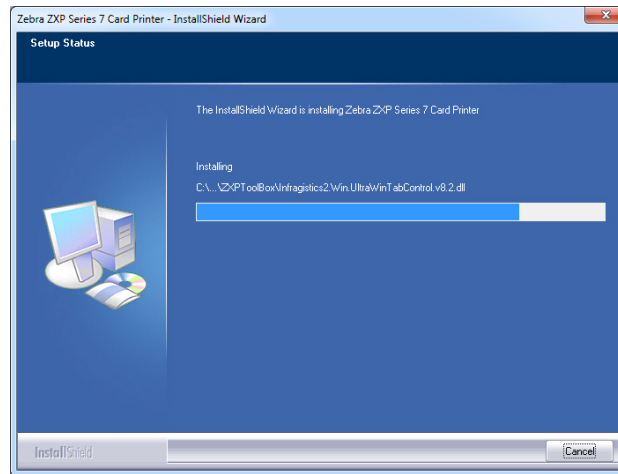 Zebra ZXP Series 7 Card Printer - InstallShield Wizard
Setup Status
The InstallShield Wizard is installing Zebra ZXP Series 7 Card Printer
Installing
C:\...\ZXPToolBox\Infragistics2.Win.UltraWinTabControl.v8.2.dll
InstallShield
Cancel